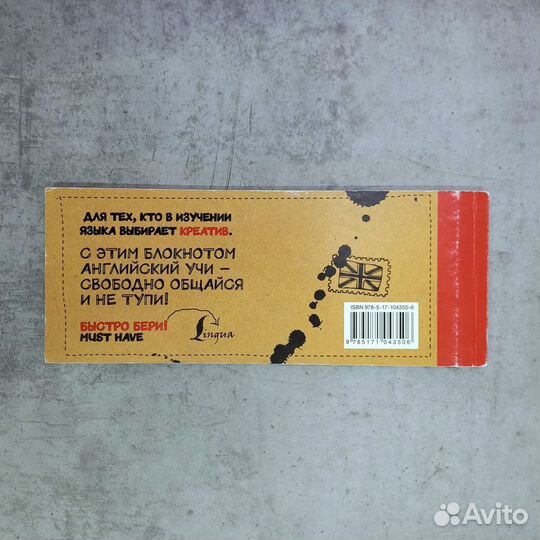 ДЛЯ ТЕХ, КТО В ИЗУЧЕНИИ
ЯЗЫКА ВЫБИРАЕТ КРЕАТИВ.
С ЭТИМ БЛОКНОТОМ
АНГЛИЙСКИЙ УЧИ –
СВОБОДНО ОБЩАЙСЯ
И НЕ ТУПИ!
БЫСТРО БЕРИ!
MUST HAVE
Lingua
ISBN 978-5-17-104350-6
9 785171 043506
Avito